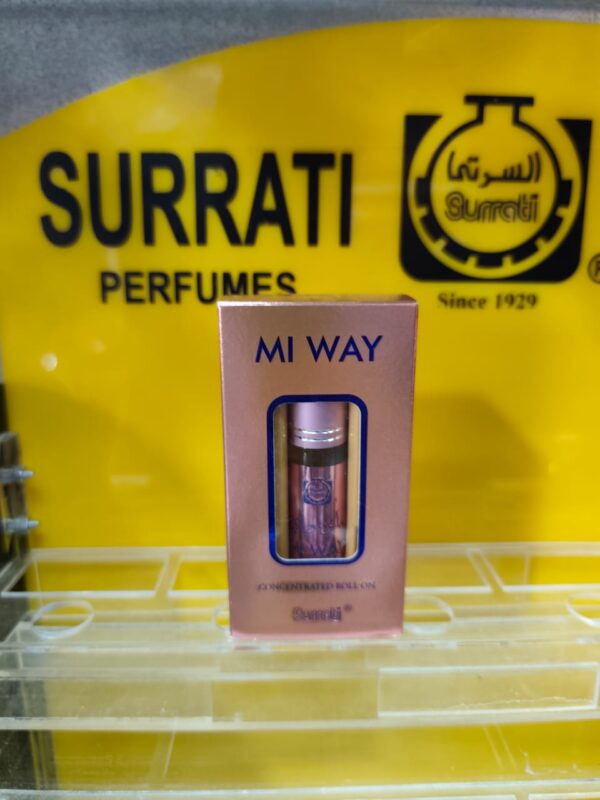 SURRATI
PERFUMES
السرتي
Surrati
®
Since 1929
MI WAY
CONCENTRATED ROLL ON
Surrati ®